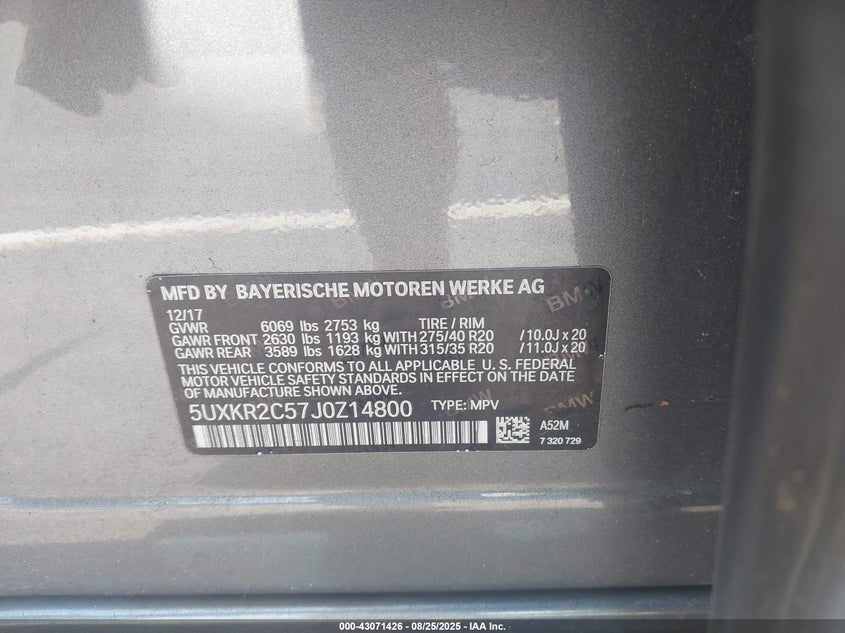 MFD BY BAYERISCHE MOTOREN WERKE AG
12/17
GVWR 6069 lbs 2753 kg TIRE / RIM
GAWR FRONT 2630 lbs 1193 kg WITH 275/40 R20 / 10.0J x 20
GAWR REAR 3589 lbs 1628 kg WITH 315/35 R20 / 11.0J x 20
THIS VEHICLE CONFORMS TO ALL APPLICABLE U. S. FEDERAL
MOTOR VEHICLE SAFETY STANDARDS IN EFFECT ON THE DATE
OF MANUFACTURE SHOWN ABOVE.
5UXKR2C57J0Z14800 TYPE: MPV
A52M
7 320 729
BMW
BMW
000-43071426 - 08/25/2025 - IAA Inc.